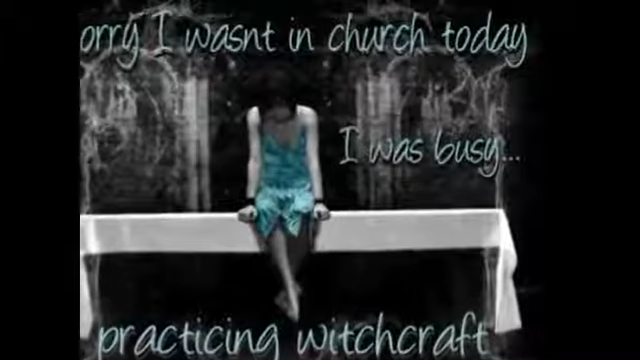 orry I wasnt in church today
I was busy...
practicing witchcraft